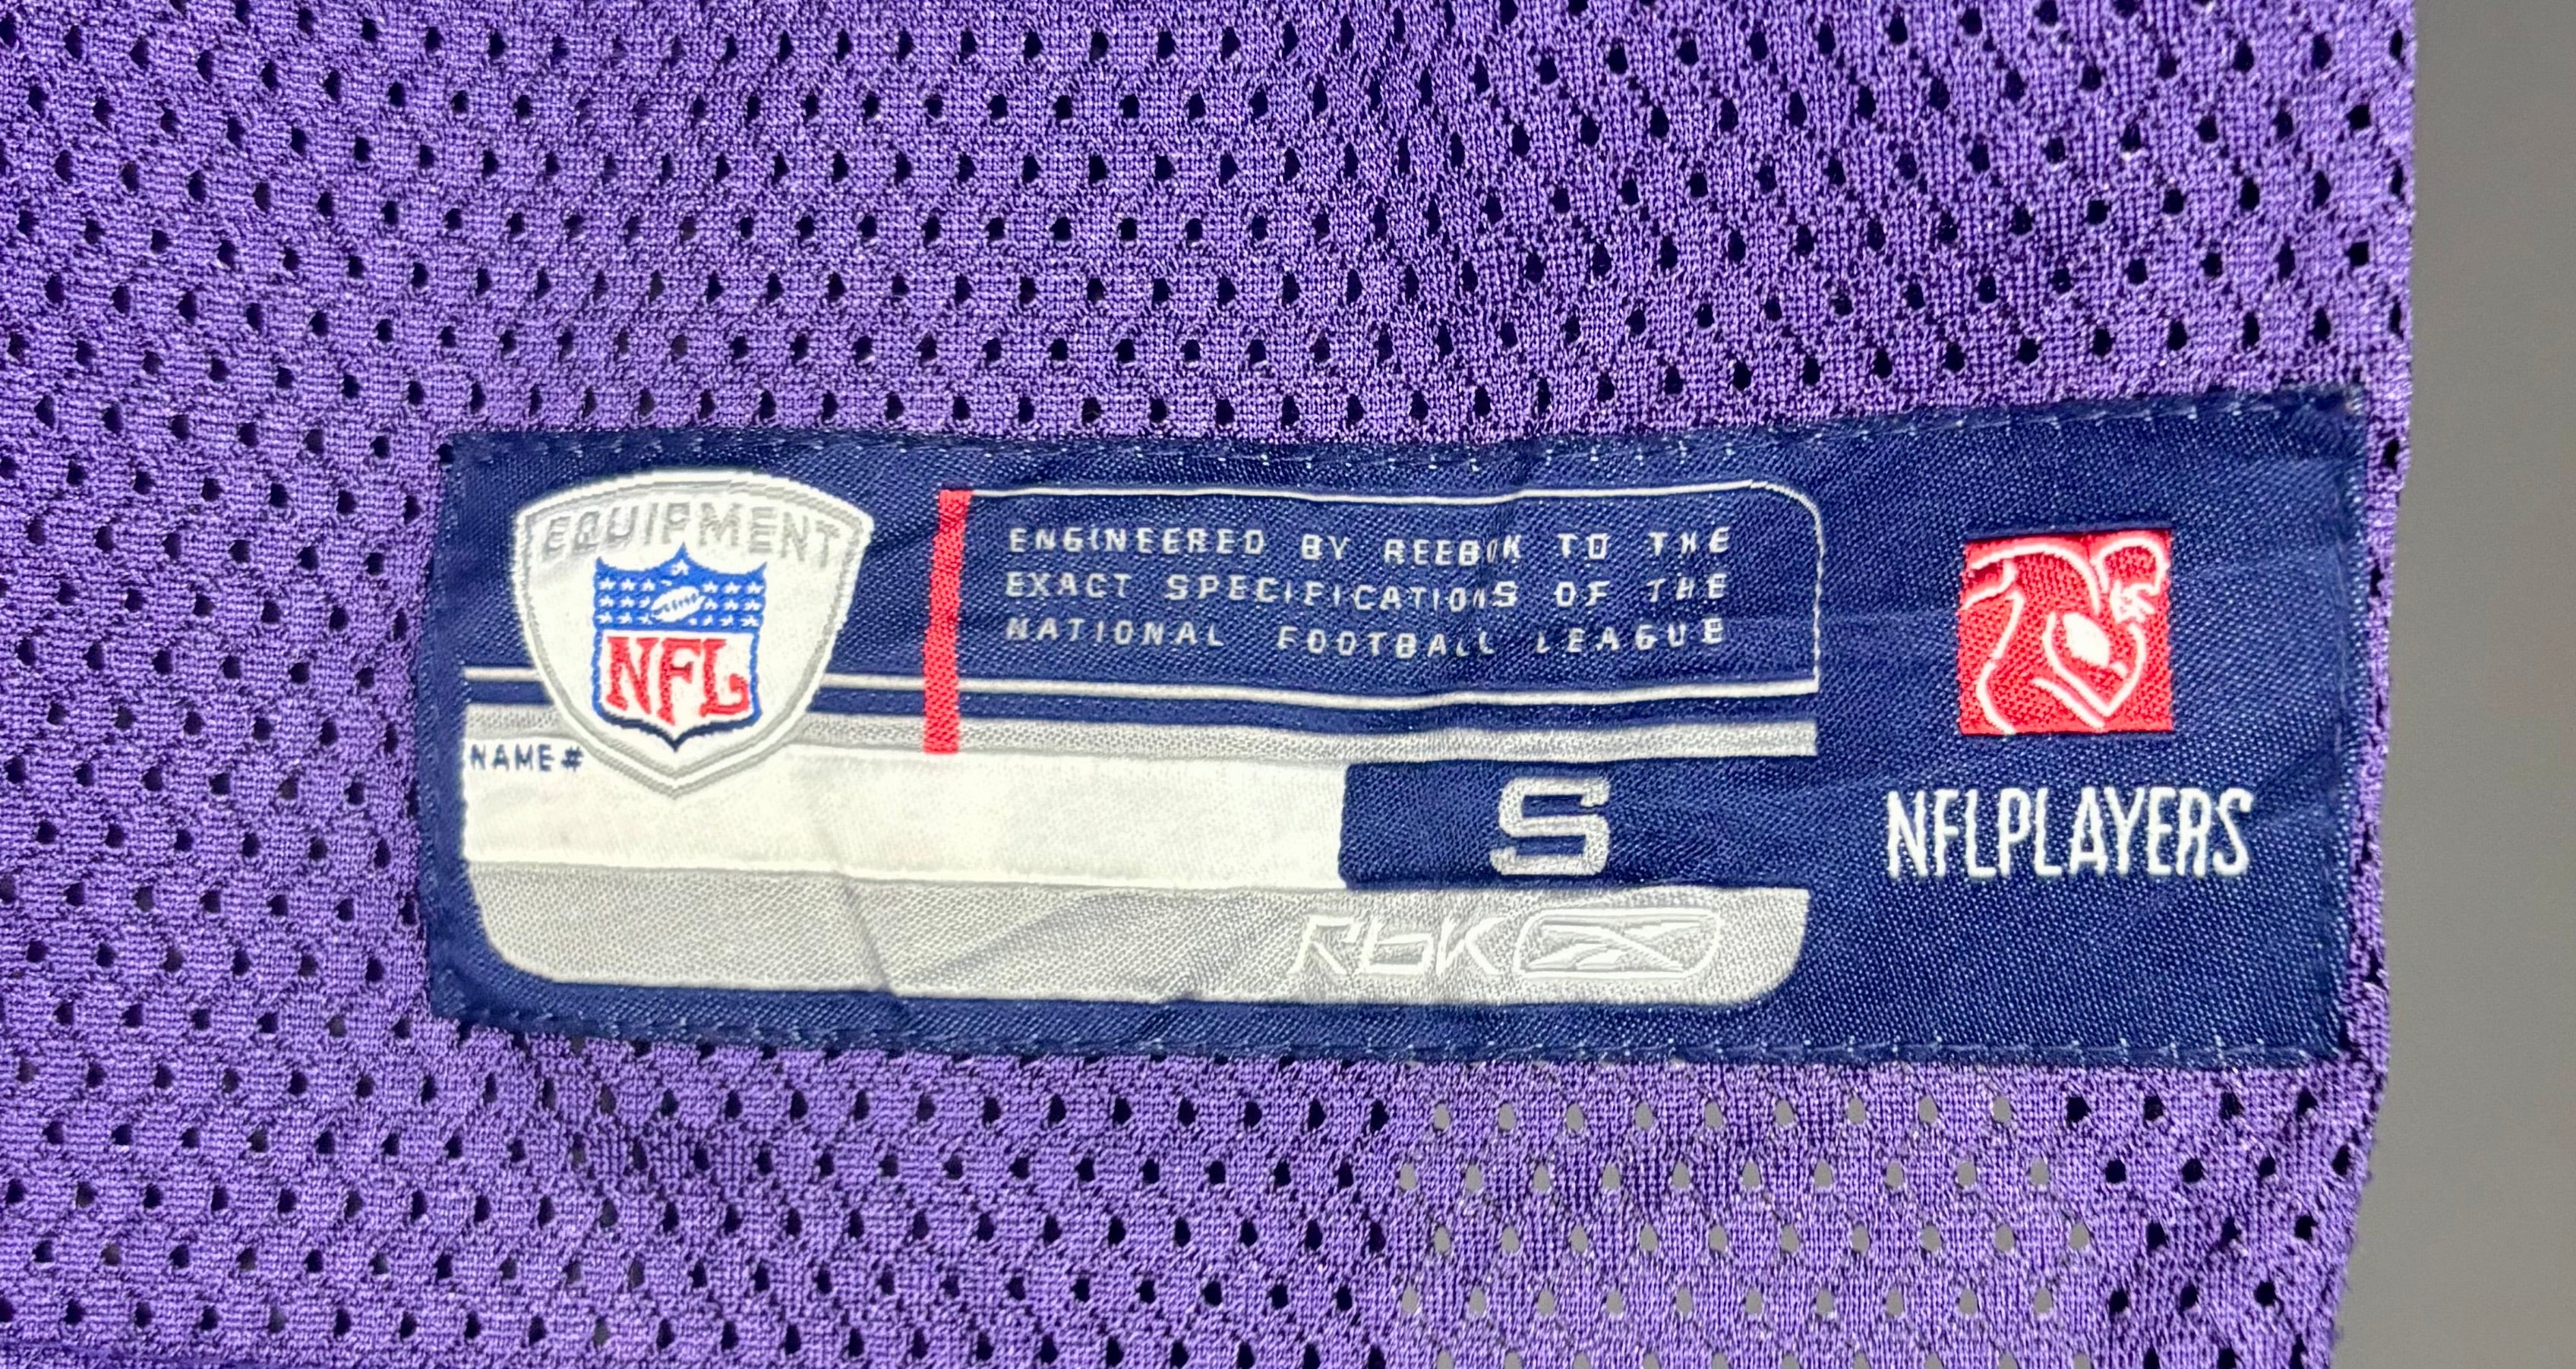 EQUIPMENT
NFL
ENGINEERED BY REEBOK TO THE
EXACT SPECIFICATIONS OF THE
NATIONAL FOOTBALL LEAGUE
NAME#
S
RbK
NFLPLAYERS